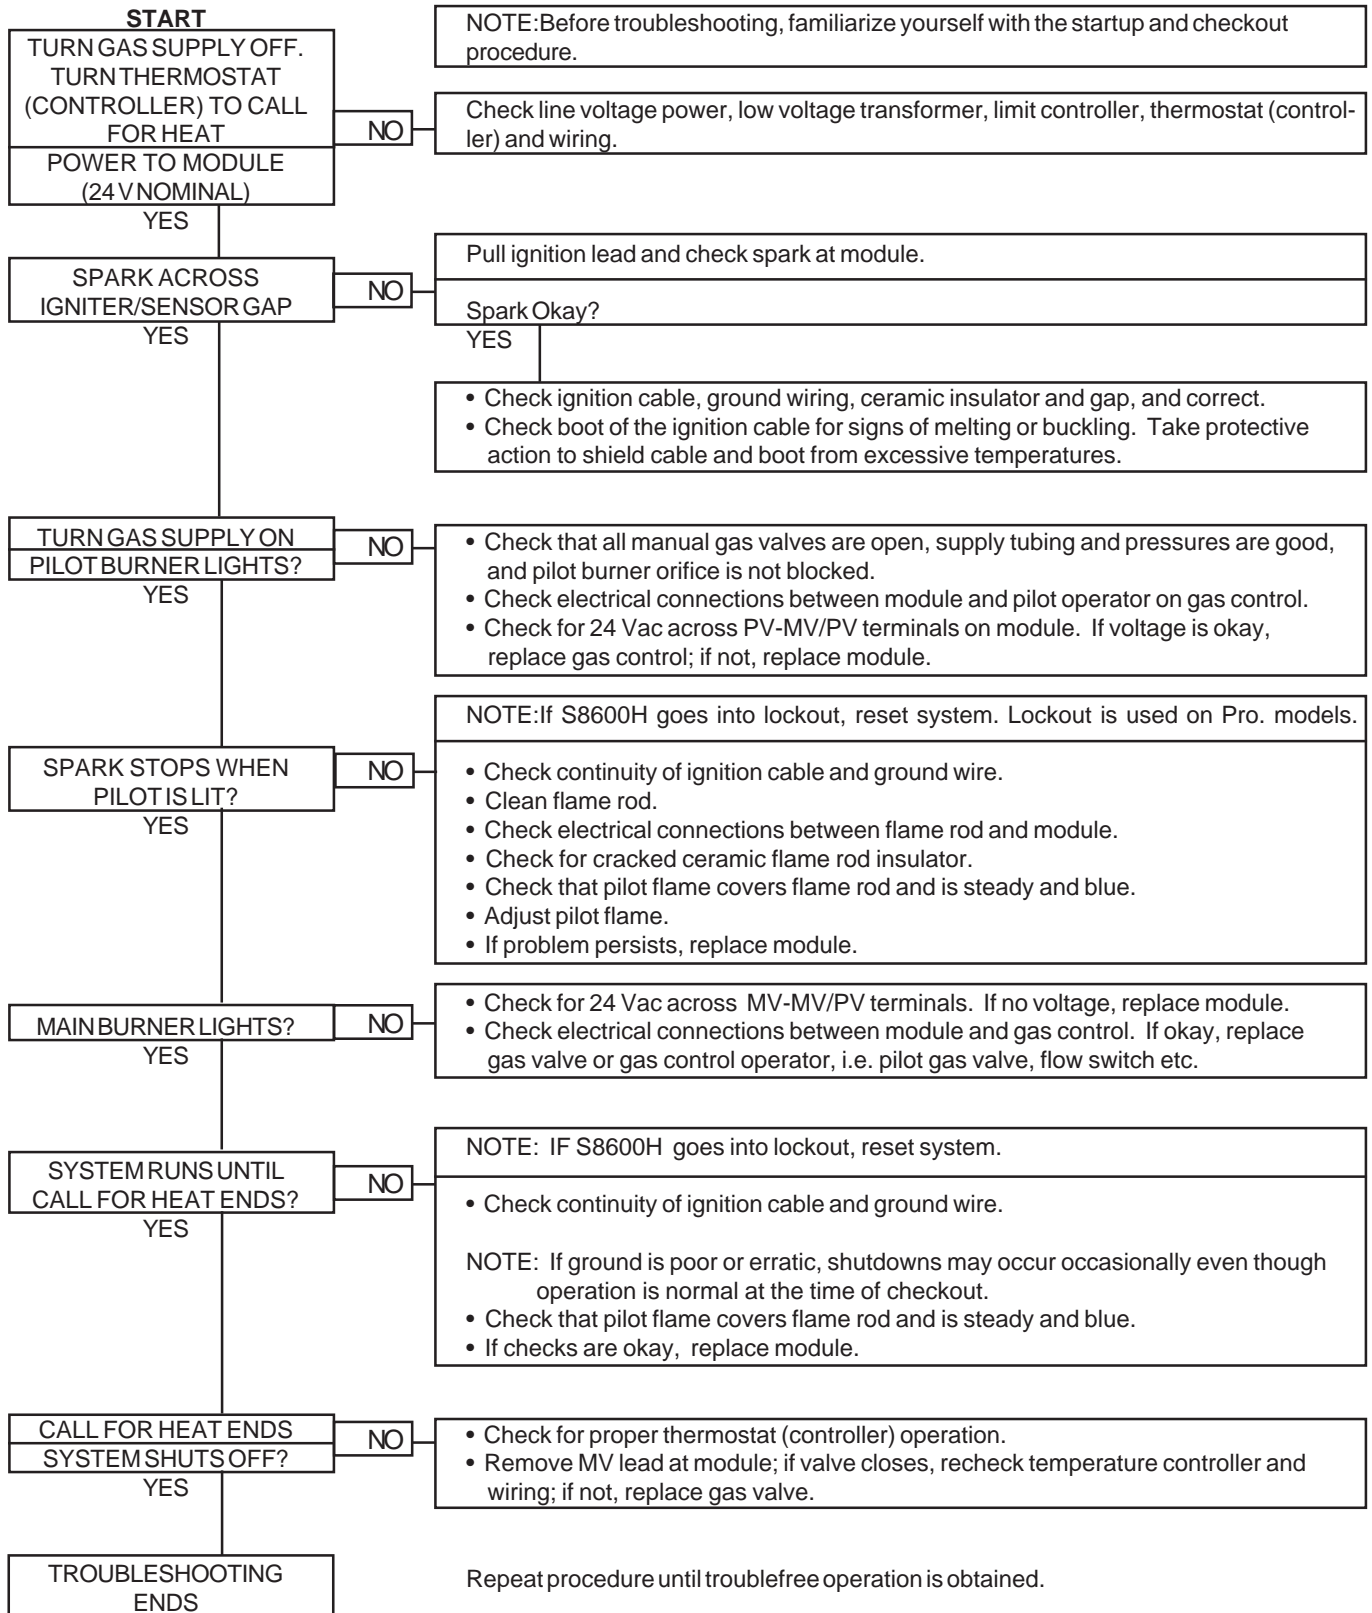 START
TURN GAS SUPPLY OFF.
TURN THERMOSTAT
(CONTROLLER) TO CALL
FOR HEAT
POWER TO MODULE
(24 V NOMINAL)
YES
NO
NOTE:Before troubleshooting, familiarize yourself with the startup and checkout
procedure.
Check line voltage power, low voltage transformer, limit controller, thermostat (control-
ler) and wiring.
SPARK ACROSS
IGNITER/SENSOR GAP
YES
NO
Pull ignition lead and check spark at module.
Spark Okay?
YES
• Check ignition cable, ground wiring, ceramic insulator and gap, and correct.
• Check boot of the ignition cable for signs of melting or buckling. Take protective
action to shield cable and boot from excessive temperatures.
TURN GAS SUPPLY ON
PILOT BURNER LIGHTS?
YES
NO
• Check that all manual gas valves are open, supply tubing and pressures are good,
and pilot burner orifice is not blocked.
• Check electrical connections between module and pilot operator on gas control.
• Check for 24 Vac across PV-MV/PV terminals on module. If voltage is okay,
replace gas control; if not, replace module.
SPARK STOPS WHEN
PILOT IS LIT?
YES
NO
NOTE:If S8600H goes into lockout, reset system. Lockout is used on Pro. models.
• Check continuity of ignition cable and ground wire.
• Clean flame rod.
• Check electrical connections between flame rod and module.
• Check for cracked ceramic flame rod insulator.
• Check that pilot flame covers flame rod and is steady and blue.
• Adjust pilot flame.
• If problem persists, replace module.
MAIN BURNER LIGHTS?
YES
NO
• Check for 24 Vac across MV-MV/PV terminals. If no voltage, replace module.
• Check electrical connections between module and gas control. If okay, replace
gas valve or gas control operator, i.e. pilot gas valve, flow switch etc.
SYSTEM RUNS UNTIL
CALL FOR HEAT ENDS?
YES
NO
NOTE: IF S8600H goes into lockout, reset system.
• Check continuity of ignition cable and ground wire.
NOTE: If ground is poor or erratic, shutdowns may occur occasionally even though
operation is normal at the time of checkout.
• Check that pilot flame covers flame rod and is steady and blue.
• If checks are okay, replace module.
CALL FOR HEAT ENDS
SYSTEM SHUTS OFF?
YES
NO
• Check for proper thermostat (controller) operation.
• Remove MV lead at module; if valve closes, recheck temperature controller and
wiring; if not, replace gas valve.
TROUBLESHOOTING
ENDS
Repeat procedure until troublefree operation is obtained.